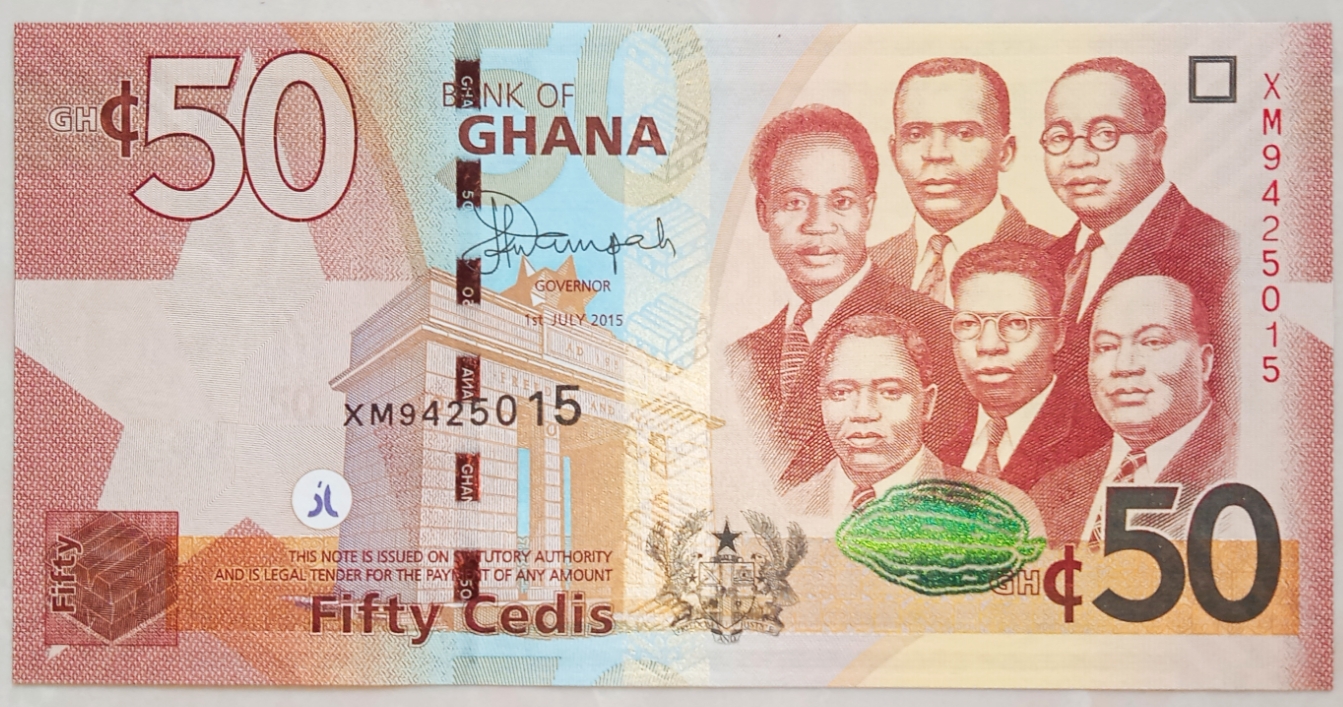 GH¢50
BANK OF
GHANA
GOVERNOR
1st JULY 2015
XM9425015
THIS NOTE IS ISSUED ON STATUTORY AUTHORITY
AND IS LEGAL TENDER FOR THE PAYMENT OF ANY AMOUNT
Fifty Cedis
Fifty
GH¢50
XM9425015
50